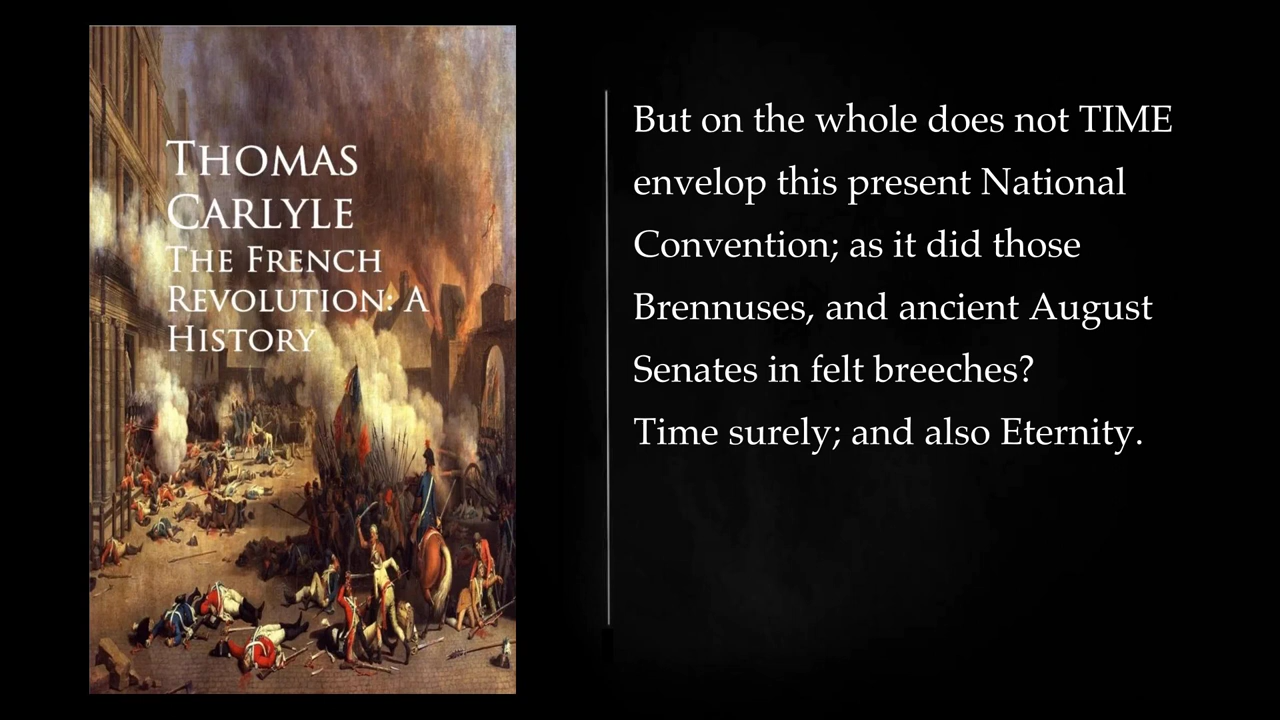 THOMAS
CARLYLE
THE FRENCH
REVOLUTION: A
HISTORY
But on the whole does not TIME
envelop this present National
Convention; as it did those
Brennuses, and ancient August
Senates in felt breeches?
Time surely; and also Eternity.